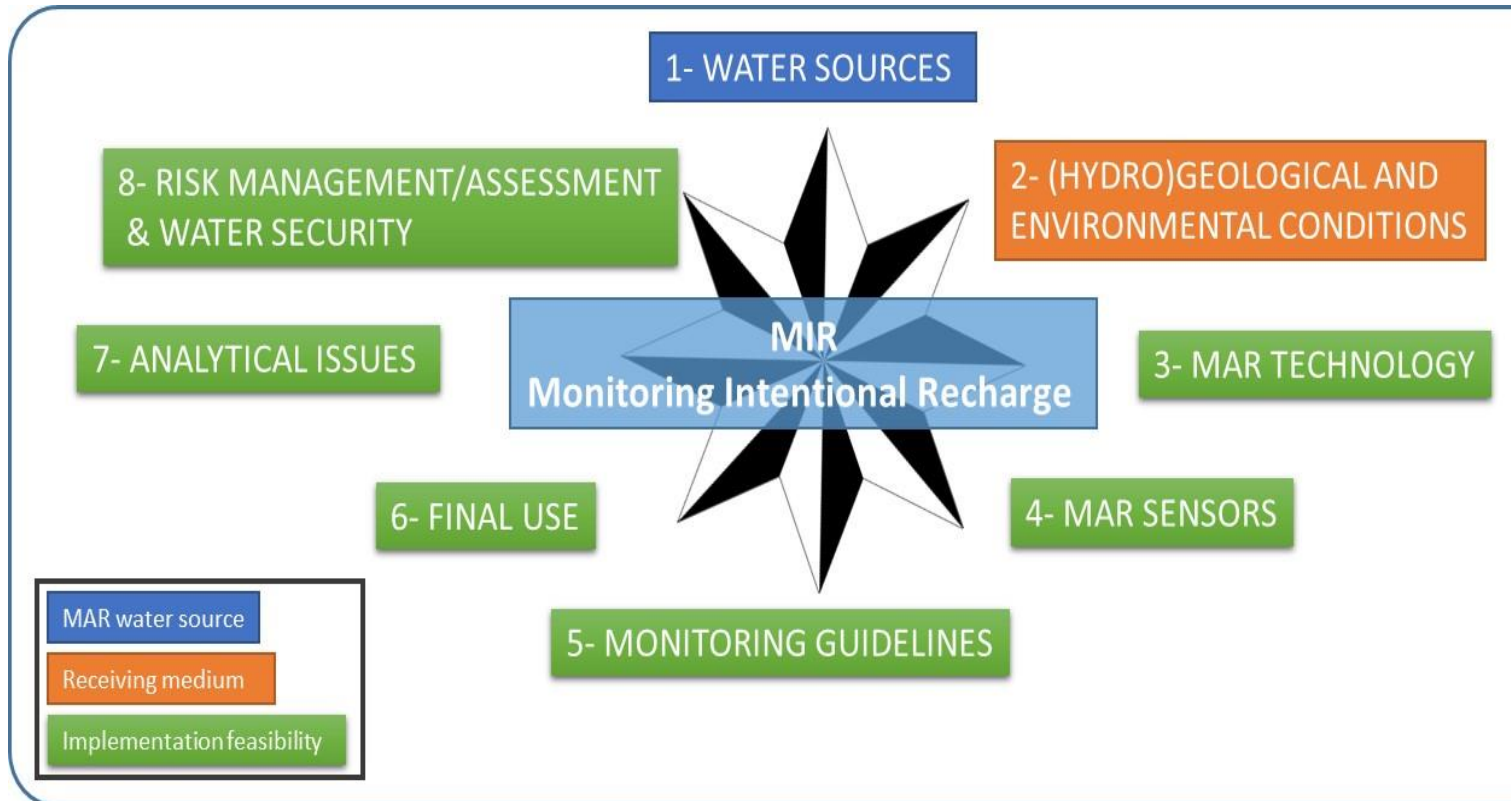 1- WATER SOURCES
2- (HYDRO)GEOLOGICAL AND
ENVIRONMENTAL CONDITIONS
3- MAR TECHNOLOGY
4- MAR SENSORS
5- MONITORING GUIDELINES
6- FINAL USE
7- ANALYTICAL ISSUES
8- RISK MANAGEMENT/ASSESSMENT
& WATER SECURITY
MIR
Monitoring Intentional Recharge
MAR water source
Receiving medium
Implementation feasibility